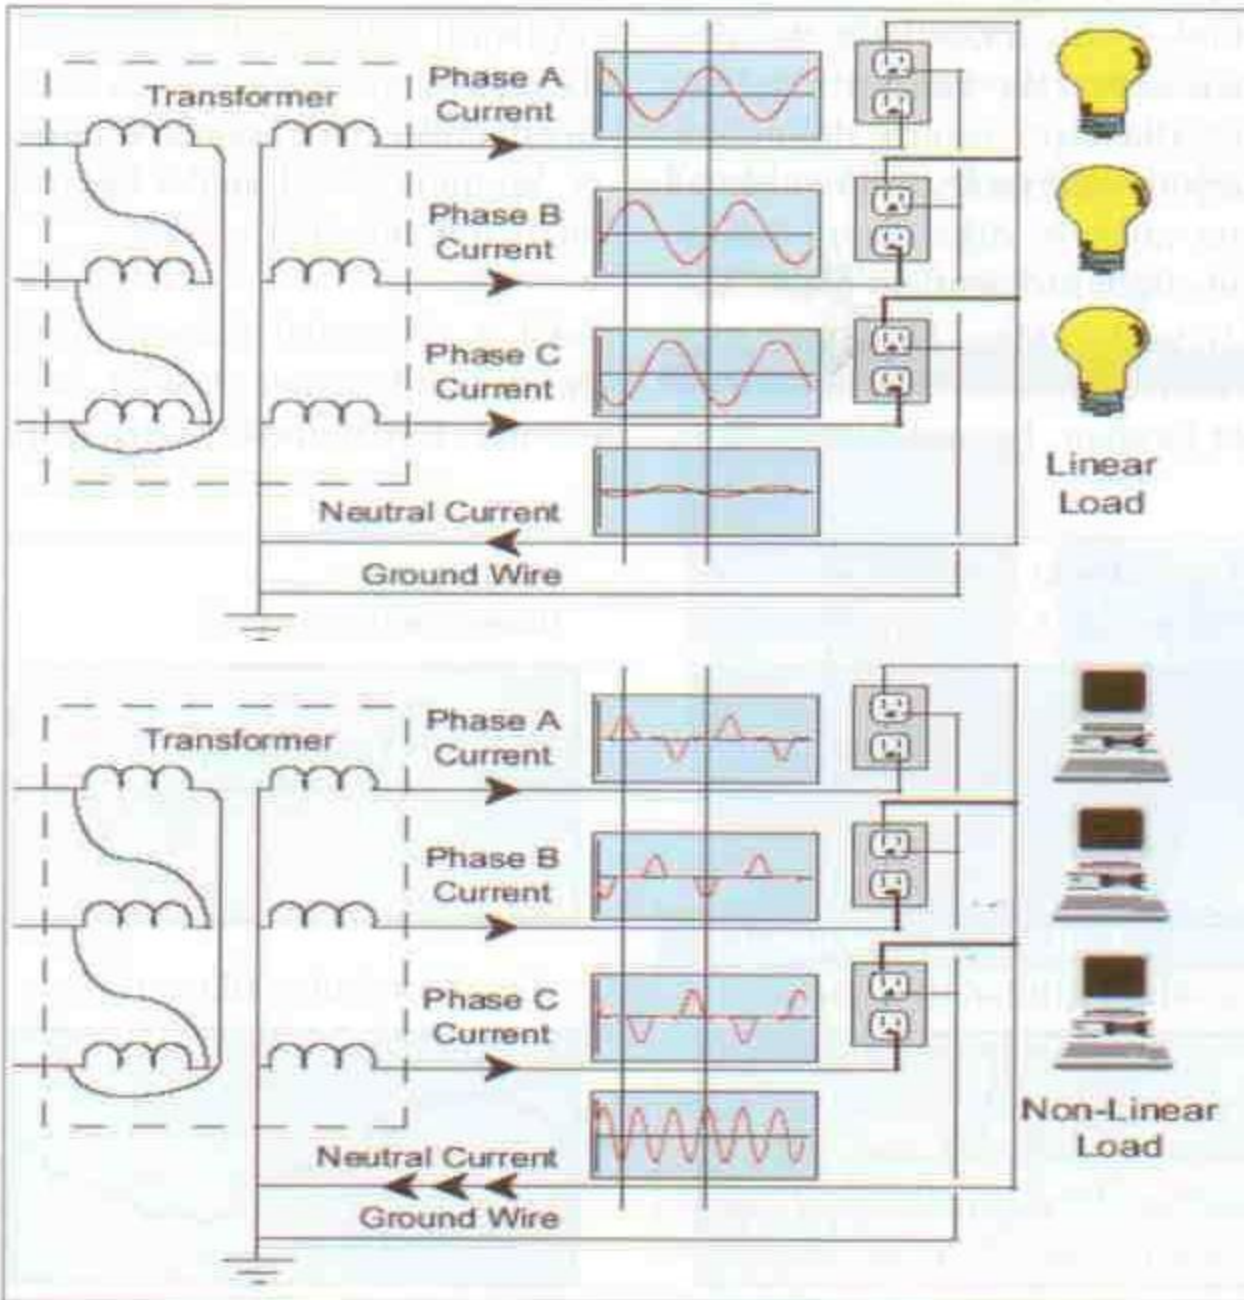 Transformer
Phase A
Current
Phase B
Current
Phase C
Current
Neutral Current
Ground Wire
Linear
Load
Transformer
Phase A
Current
Phase B
Current
Phase C
Current
Neutral Current
Ground Wire
Non-Linear
Load